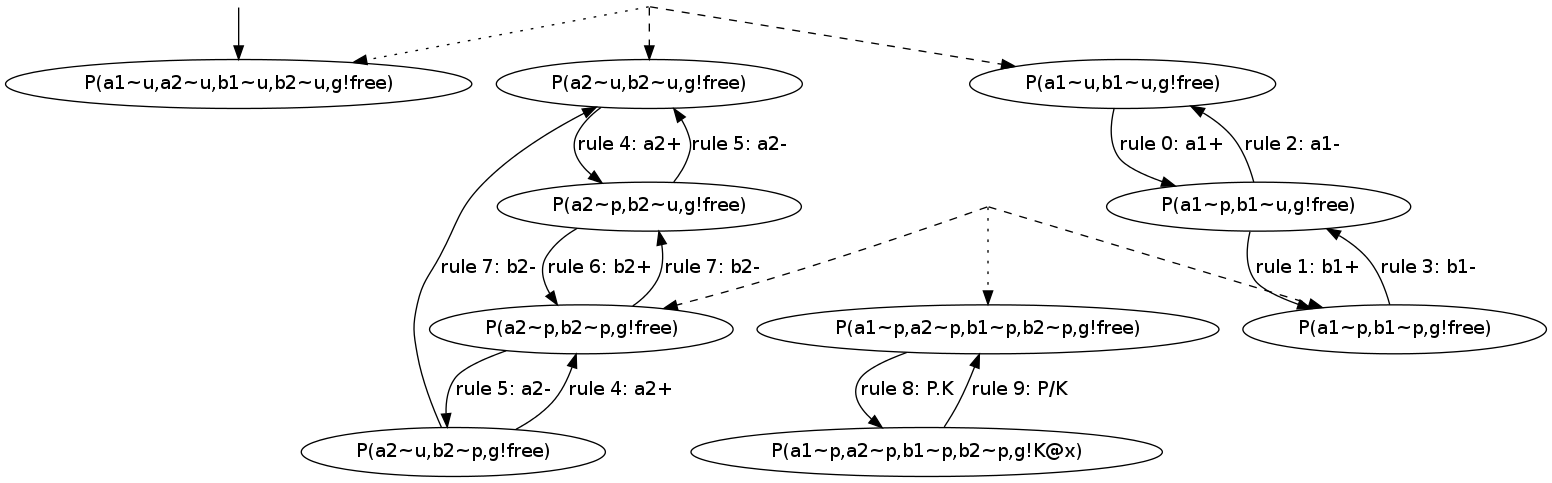 P(a1~u,a2~u,b1~u,b2~u,g!free)
P(a2~u,b2~u,g!free)
P(a1~u,b1~u,g!free)
rule 4: a2+
rule 5: a2-
rule 0: a1+
rule 2: a1-
P(a2~p,b2~u,g!free)
P(a1~p,b1~u,g!free)
rule 7: b2-
rule 6: b2+
rule 7: b2-
rule 1: b1+
rule 3: b1-
P(a2~p,b2~p,g!free)
P(a1~p,a2~p,b1~p,b2~p,g!free)
P(a1~p,b1~p,g!free)
rule 5: a2-
rule 4: a2+
rule 8: P.K
rule 9: P/K
P(a2~u,b2~p,g!free)
P(a1~p,a2~p,b1~p,b2~p,g!K@x)